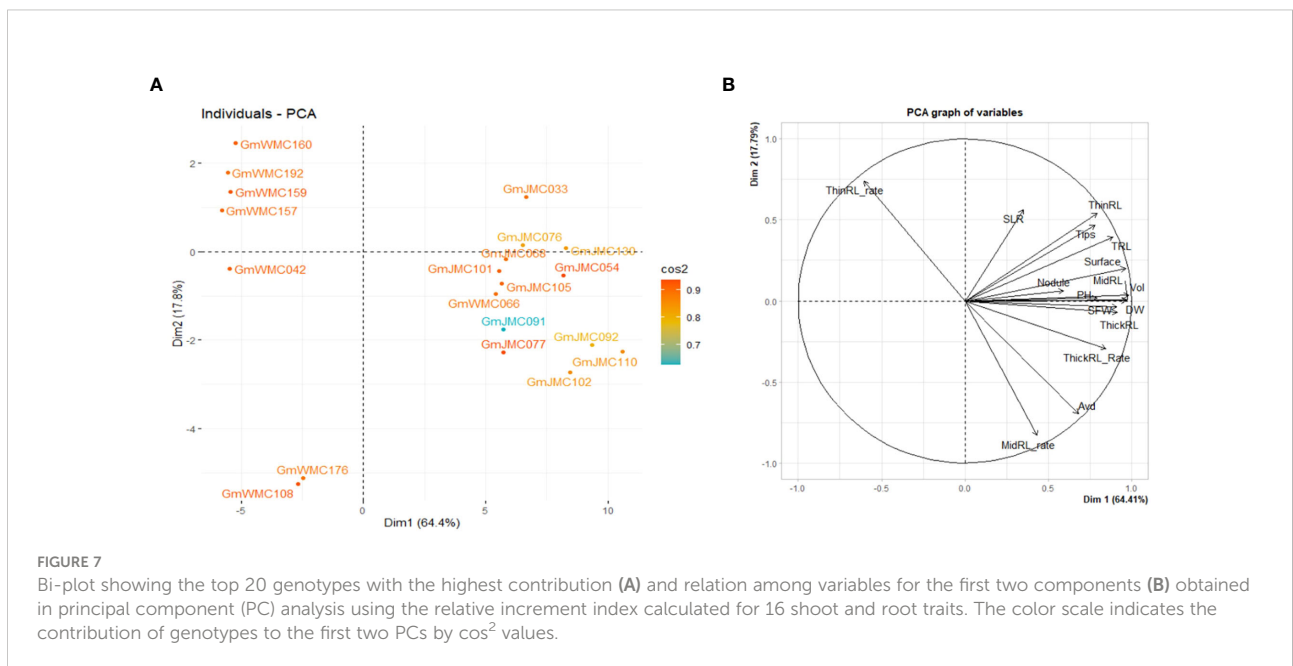 A
B
Individuals - PCA
PCA graph of variables
Dim2 (17.8%)
2
0
-2
-4
GmWMC160
GmWMC192
GmWMC159
GmWMC157
GmWMC042
GmJMC033
GmJMC076
GmJMC130
GmJMC101
GmJMC054
GmJMC105
GmWMC066
GmJMC091
GmJMC077
GmJMC092
GmJMC110
GmJMC102
GmWMC176
GmWMC108
-5
0
5
10
Dim1 (64.4%)
cos2
0.9
0.8
0.7
Dim 2 (17.79%)
1.0
0.5
0.0
-0.5
-1.0
ThinRL_rate
SLR
ThinRL
Tips
TRL
Surface
Nodule
MidRL
Vol
PH
SFW
DW
ThickRL
ThickRL_Rate
Avd
MidRL_rate
-1.0
-0.5
0.0
0.5
1.0
Dim 1 (64.41%)
FIGURE 7
Bi-plot showing the top 20 genotypes with the highest contribution (A) and relation among variables for the first two components (B) obtained
in principal component (PC) analysis using the relative increment index calculated for 16 shoot and root traits. The color scale indicates the
contribution of genotypes to the first two PCs by cos² values.